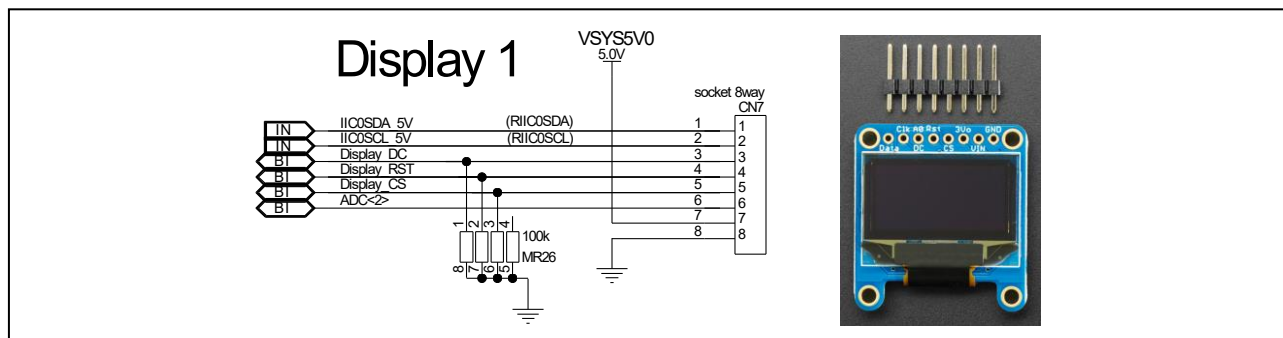 Display 1
VSYS5V0
5.0V
socket 8way
CN7
IN IIC0SDA_5V (RIIC0SDA) 1 1
IN IIC0SCL_5V (RIIC0SCL) 2 2
BI Display_DC 3 3
BI Display_RST 4 4
BI Display_CS 5 5
BI ADC<2> 6 6
7 7
8 8
1 2 3 4
100k
8 7 6 5
MR26
Clk A0 Rst 3Vo GND
Data DC CS VIN